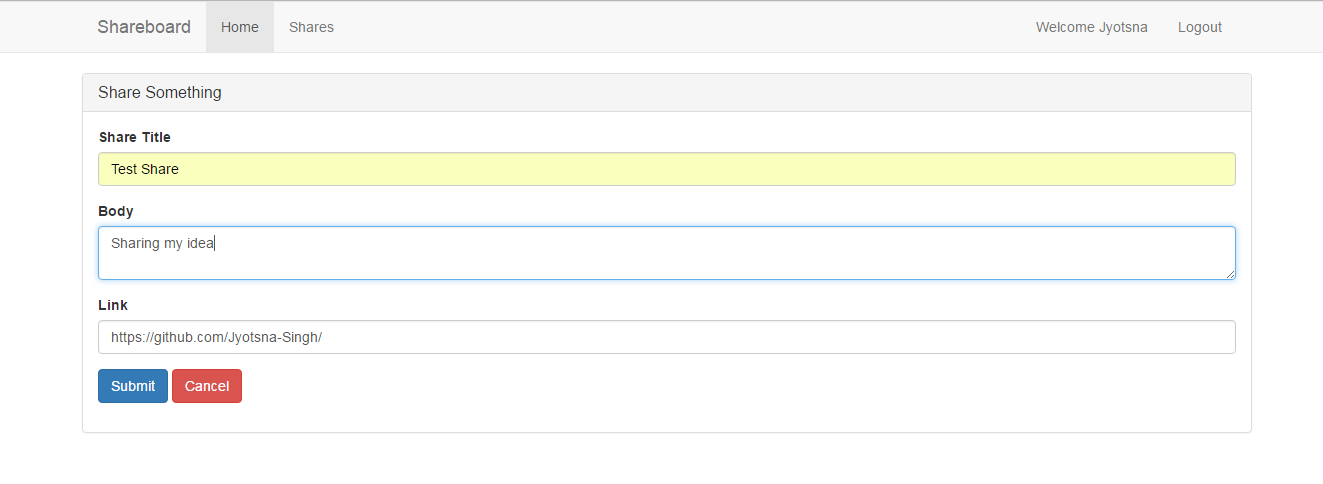 Shareboard Home Shares Welcome Jyotsna Logout
Share Something
Share Title
Test Share
Body
Sharing my idea
Link
https://github.com/Jyotsna-Singh/
Submit Cancel